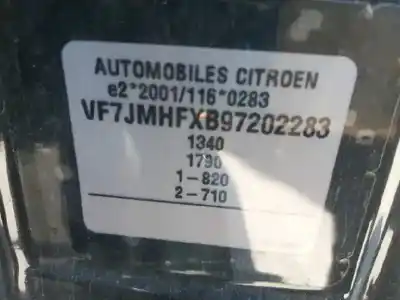 AUTOMOBILES CITROEN
e2*2001/116*0283
VF7JMHFXB97202283
1340
1790
1-820
2-710